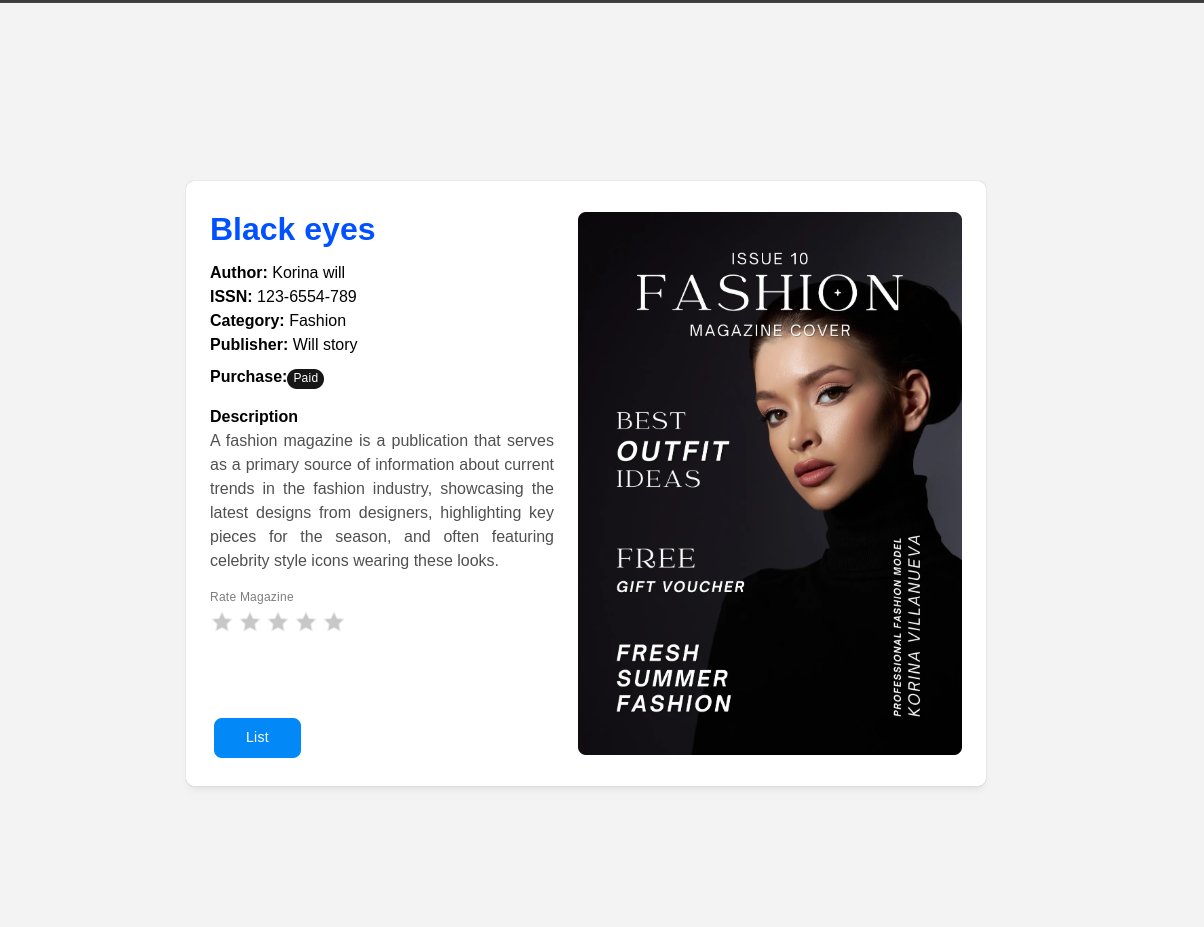 Black eyes
Author: Korina will
ISSN: 123-6554-789
Category: Fashion
Publisher: Will story
Purchase:Paid
Description
A fashion magazine is a publication that serves
as a primary source of information about current
trends in the fashion industry, showcasing the
latest designs from designers, highlighting key
pieces for the season, and often featuring
celebrity style icons wearing these looks.
Rate Magazine
List
ISSUE 10
FASHION
MAGAZINE COVER
BEST
OUTFIT
IDEAS
FREE
GIFT VOUCHER
FRESH
SUMMER
FASHION
PROFESSIONAL FASHION MODEL
KORINA VILLANUEVA